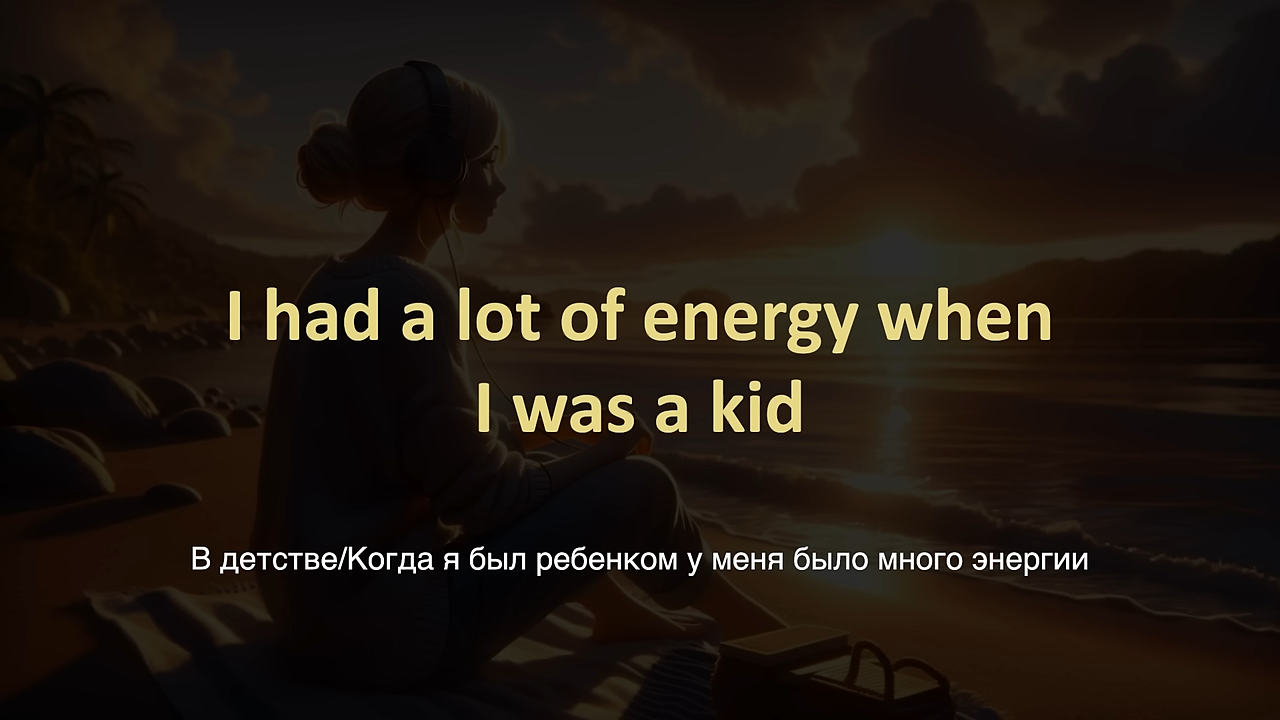 I had a lot of energy when
I was a kid
В детстве/Когда я был ребенком у меня было много энергии